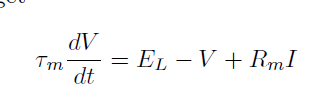 τ_m dV/dt = E_L − V + R_m I